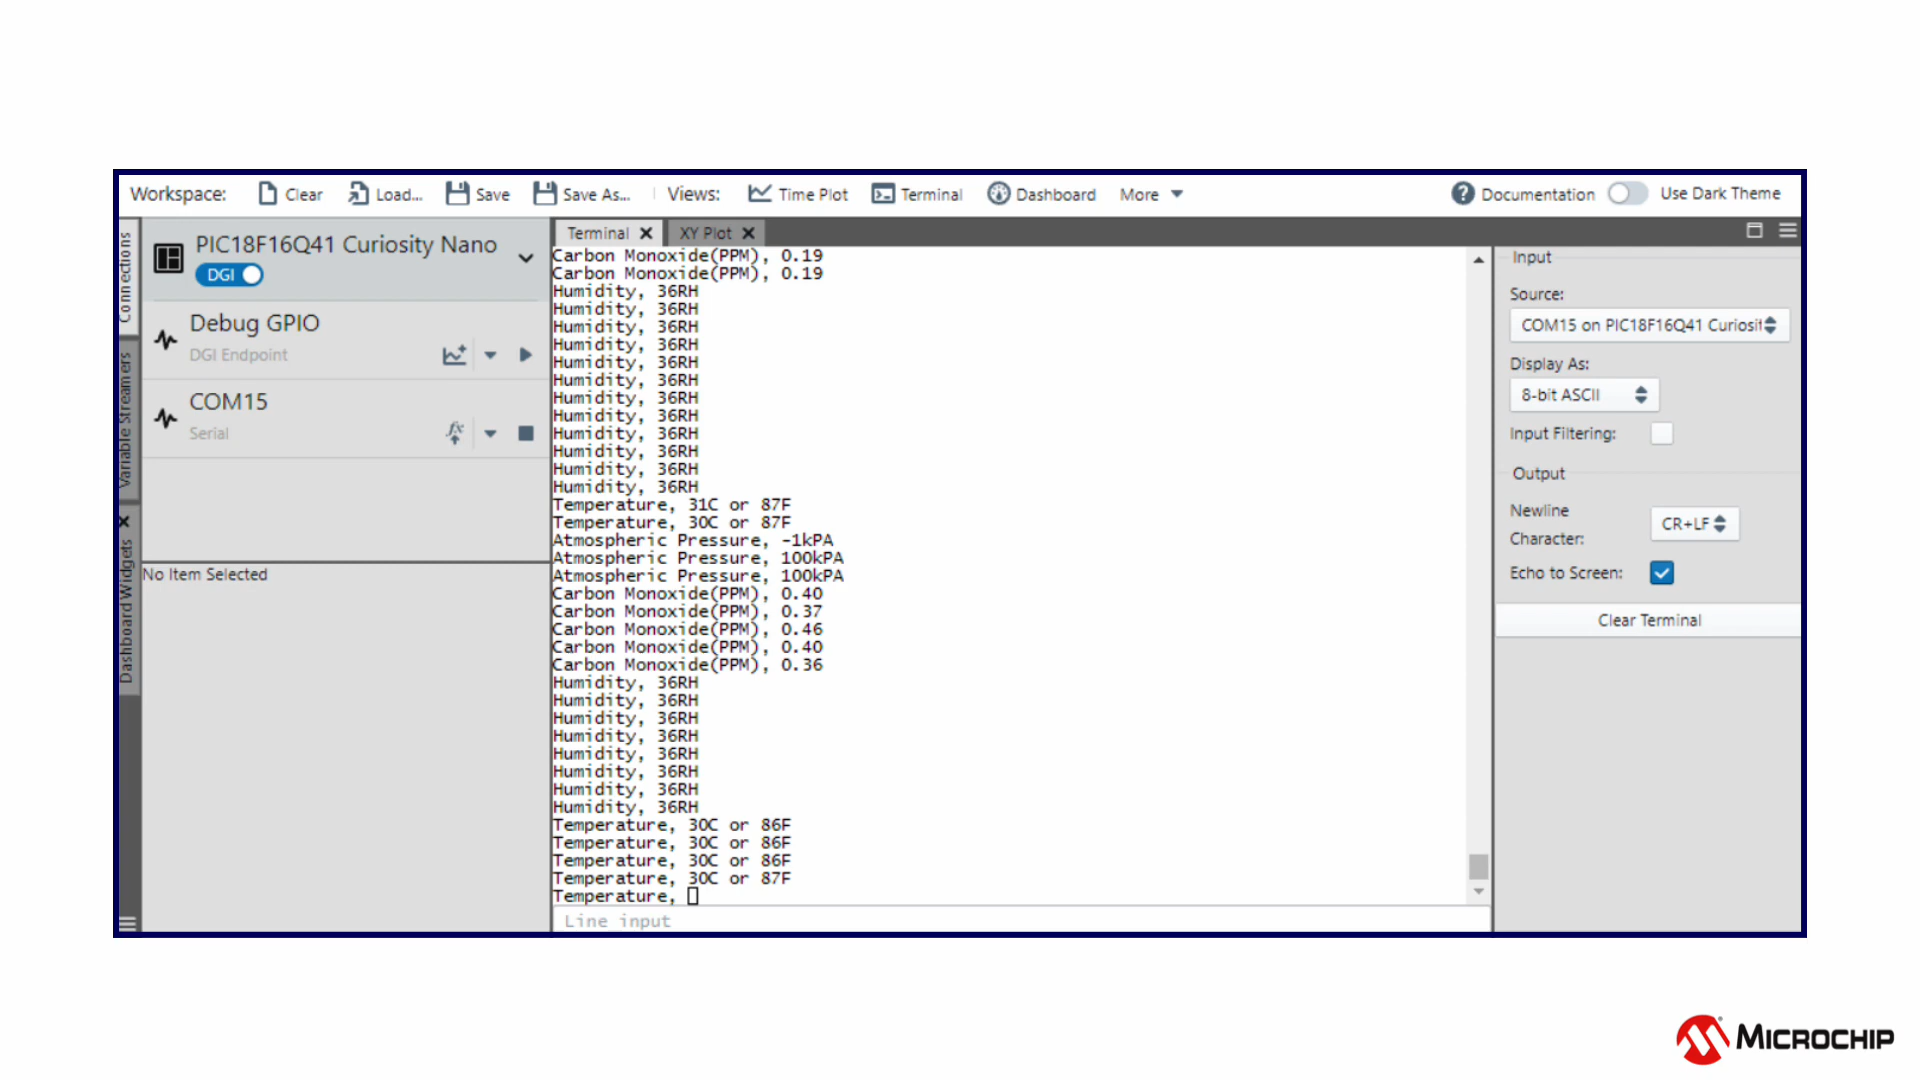 Workspace: Clear Load... Save Save As... Views: Time Plot Terminal Dashboard More Documentation Use Dark Theme
Connections
Variable Streamers
Dashboard Widgets
PIC18F16Q41 Curiosity Nano
DGI
Debug GPIO
DGI Endpoint
COM15
Serial
No Item Selected
Terminal XY Plot
Carbon Monoxide(PPM), 0.19
Carbon Monoxide(PPM), 0.19
Humidity, 36RH
Humidity, 36RH
Humidity, 36RH
Humidity, 36RH
Humidity, 36RH
Humidity, 36RH
Humidity, 36RH
Humidity, 36RH
Humidity, 36RH
Humidity, 36RH
Humidity, 36RH
Humidity, 36RH
Temperature, 31C or 87F
Temperature, 30C or 87F
Atmospheric Pressure, -1kPA
Atmospheric Pressure, 100kPA
Atmospheric Pressure, 100kPA
Carbon Monoxide(PPM), 0.40
Carbon Monoxide(PPM), 0.37
Carbon Monoxide(PPM), 0.46
Carbon Monoxide(PPM), 0.40
Carbon Monoxide(PPM), 0.36
Humidity, 36RH
Humidity, 36RH
Humidity, 36RH
Humidity, 36RH
Humidity, 36RH
Humidity, 36RH
Humidity, 36RH
Humidity, 36RH
Temperature, 30C or 86F
Temperature, 30C or 86F
Temperature, 30C or 86F
Temperature, 30C or 87F
Temperature,
Line input
Input
Source:
COM15 on PIC18F16Q41 Curiosit
Display As:
8-bit ASCII
Input Filtering:
Output
Newline
Character:
CR+LF
Echo to Screen:
Clear Terminal
MICROCHIP